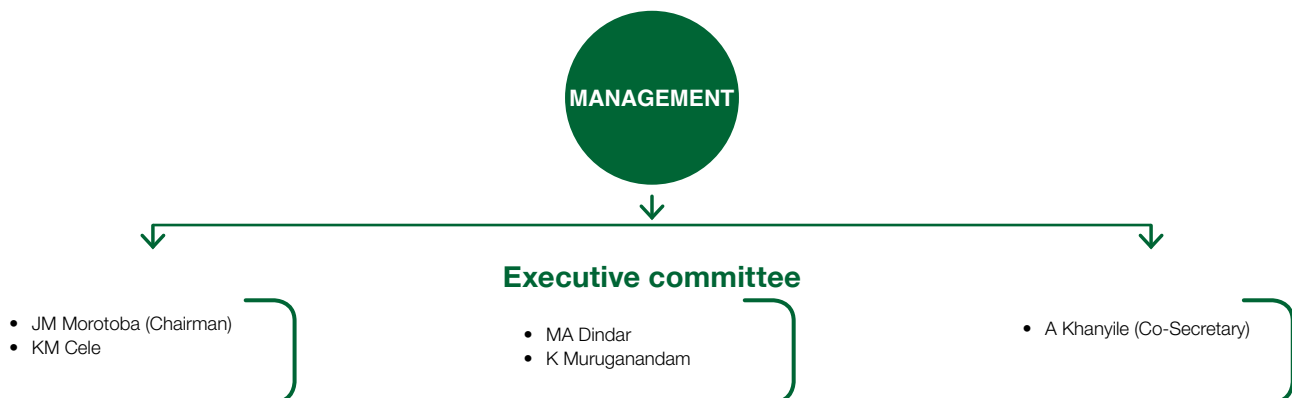 MANAGEMENT
Executive committee
• JM Morotoba (Chairman)
• KM Cele
• MA Dindar
• K Muruganandam
• A Khanyile (Co-Secretary)